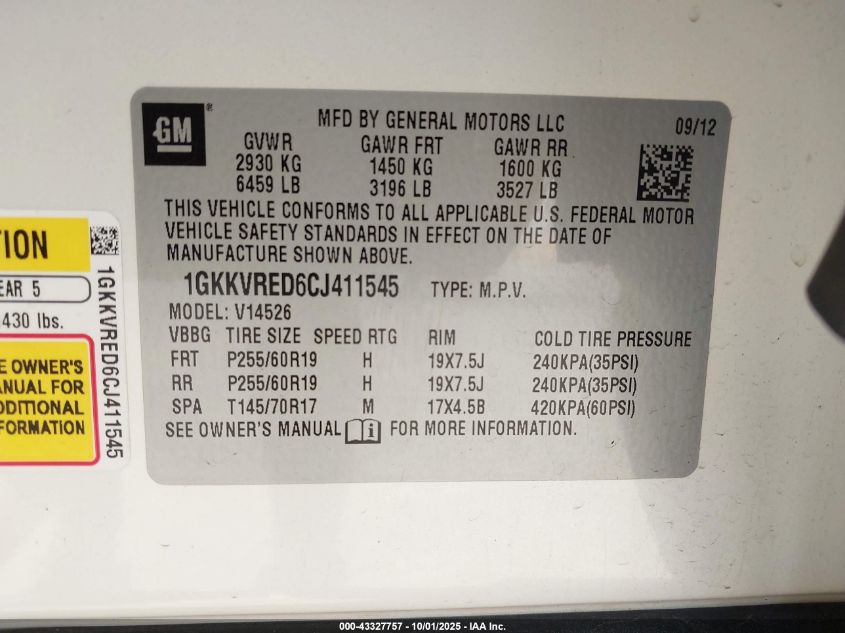 GM®
MFD BY GENERAL MOTORS LLC 09/12
GVWR GAWR FRT GAWR RR
2930 KG 1450 KG 1600 KG
6459 LB 3196 LB 3527 LB
THIS VEHICLE CONFORMS TO ALL APPLICABLE U.S. FEDERAL MOTOR
VEHICLE SAFETY STANDARDS IN EFFECT ON THE DATE OF
MANUFACTURE SHOWN ABOVE.
1GKKVRED6CJ411545 TYPE: M.P.V.
MODEL: V14526
VBBG TIRE SIZE SPEED RTG RIM COLD TIRE PRESSURE
FRT P255/60R19 H 19X7.5J 240KPA(35PSI)
RR P255/60R19 H 19X7.5J 240KPA(35PSI)
SPA T145/70R17 M 17X4.5B 420KPA(60PSI)
SEE OWNER'S MANUAL i FOR MORE INFORMATION.
TION
EAR 5
430 lbs.
E OWNER'S
ANUAL FOR
DDITIONAL
FORMATION
1GKKVRED6CJ411545
000-43327757 - 10/01/2025 - IAA Inc.